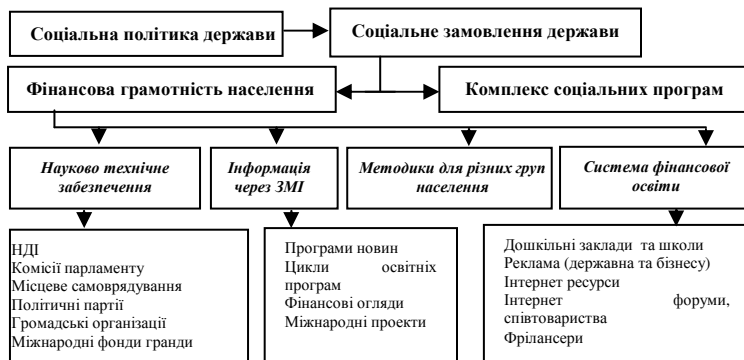 Соціальна політика держави
Соціальне замовлення держави
Фінансова грамотність населення
Комплекс соціальних програм
Науково технічне
забезпечення
Інформація
через ЗМІ
Методики для різних груп
населення
Система фінансової
освіти
НДІ
Комісії парламенту
Місцеве самоврядування
Політичні партії
Громадські організації
Міжнародні фонди гранди
Програми новин
Цикли освітніх
програм
Фінансові огляди
Міжнародні проекти
Дошкільні заклади та школи
Реклама (державна та бізнесу)
Інтернет ресурси
Інтернет форуми,
співтовариства
Фрілансери